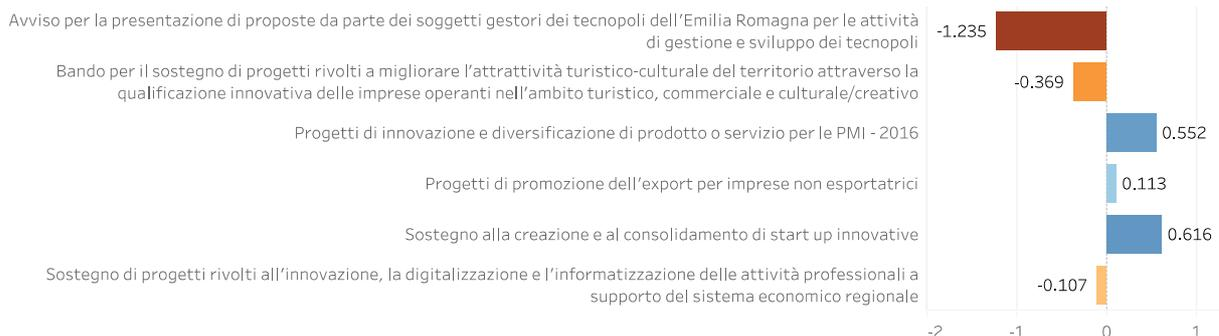 Avviso per la presentazione di proposte da parte dei soggetti gestori dei tecnopoli dell'Emilia Romagna per le attività
di gestione e sviluppo dei tecnopoli
-1.235
Bando per il sostegno di progetti rivolti a migliorare l'attrattività turistico-culturale del territorio attraverso la
qualificazione innovativa delle imprese operanti nell'ambito turistico, commerciale e culturale/creativo
-0.369
Progetti di innovazione e diversificazione di prodotto o servizio per le PMI - 2016
0.552
Progetti di promozione dell'export per imprese non esportatrici
0.113
Sostegno alla creazione e al consolidamento di start up innovative
0.616
Sostegno di progetti rivolti all'innovazione, la digitalizzazione e l'informatizzazione delle attività professionali a
supporto del sistema economico regionale
-0.107
-2 -1 0 1